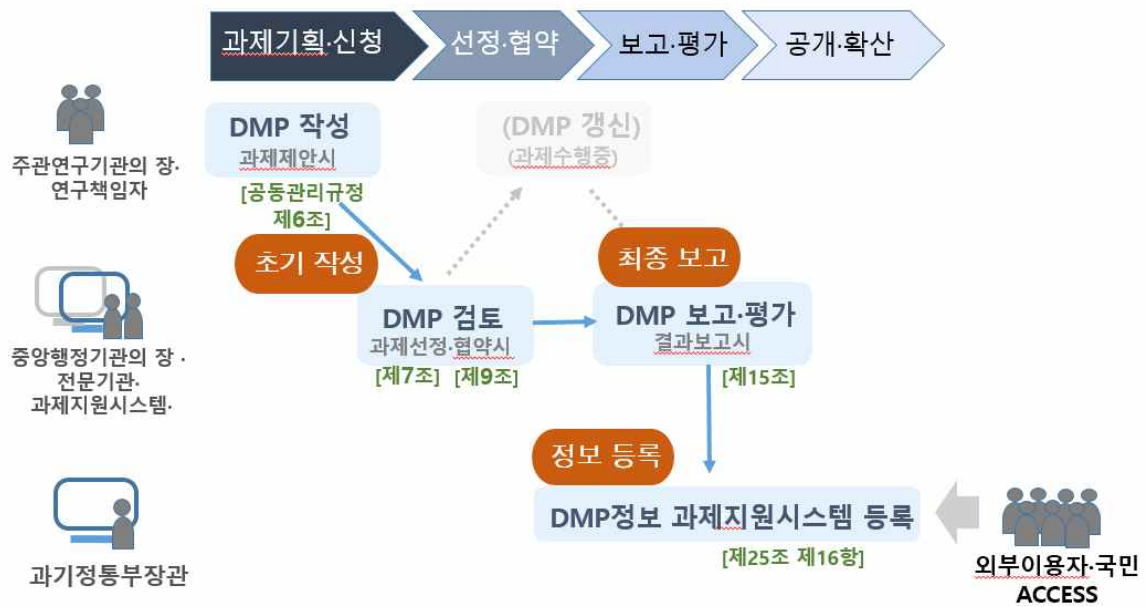 과제기획·신청
선정·협약
보고·평가
공개·확산
주관연구기관의 장·
연구책임자
DMP 작성
과제제안시
[공동관리규정
제6조]
(DMP 갱신)
(과제수행중)
초기 작성
최종 보고
중앙행정기관의 장 ·
전문기관·
과제지원시스템·
DMP 검토
과제선정·협약시
[제7조] [제9조]
DMP 보고·평가
결과보고시
[제15조]
정보 등록
과기정통부장관
DMP정보 과제지원시스템 등록
[제25조 제16항]
외부이용자·국민
ACCESS